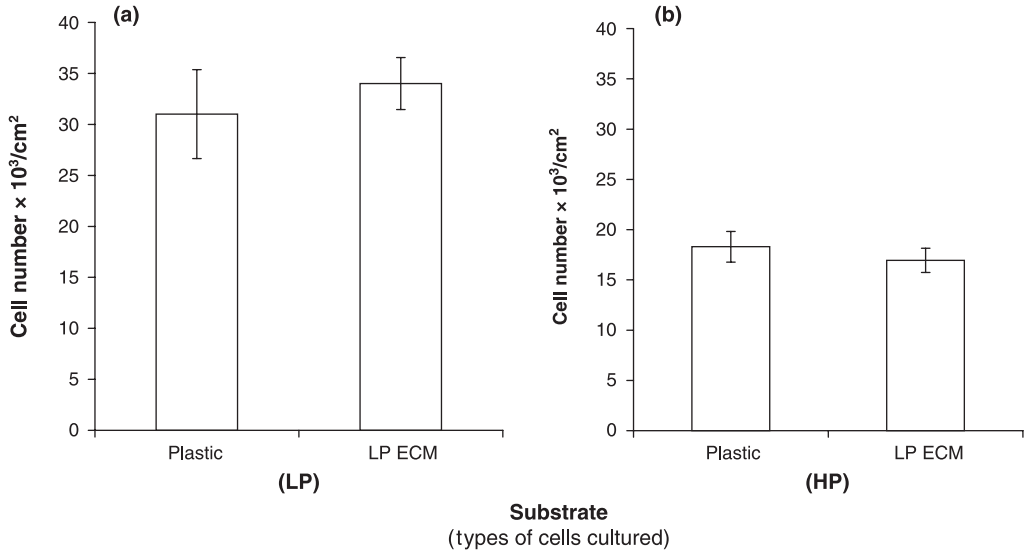 (a)
Cell number × 10³/cm²
40
35
30
25
20
15
10
5
0
Plastic
LP ECM
(LP)
(b)
Cell number × 10³/cm²
40
35
30
25
20
15
10
5
0
Plastic
LP ECM
(HP)
Substrate
(types of cells cultured)